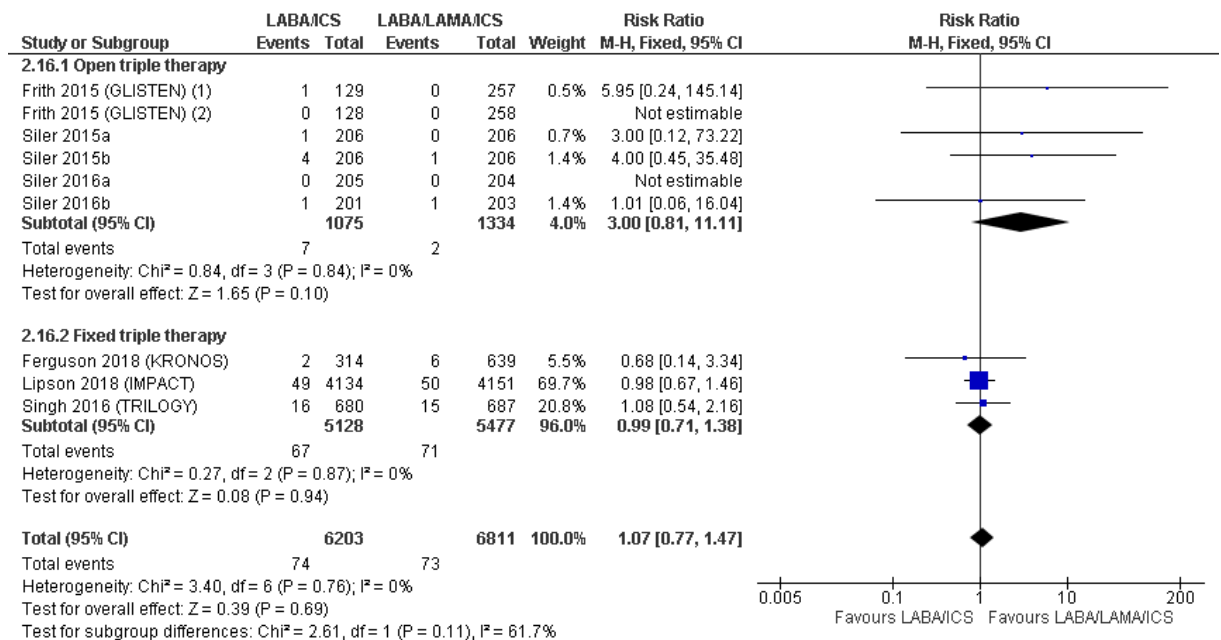 LABA/ICS LABA/LAMA/ICS Risk Ratio Risk Ratio
Study or Subgroup Events Total Events Total Weight M-H, Fixed, 95% CI M-H, Fixed, 95% CI
2.16.1 Open triple therapy
Frith 2015 (GLISTEN) (1) 1 129 0 257 0.5% 5.95 [0.24, 145.14]
Frith 2015 (GLISTEN) (2) 0 128 0 258 Not estimable
Siler 2015a 1 206 0 206 0.7% 3.00 [0.12, 73.22]
Siler 2015b 4 206 1 206 1.4% 4.00 [0.45, 35.48]
Siler 2016a 0 205 0 204 Not estimable
Siler 2016b 1 201 1 203 1.4% 1.01 [0.06, 16.04]
Subtotal (95% CI) 1075 1334 4.0% 3.00 [0.81, 11.11]
Total events 7 2
Heterogeneity: Chi² = 0.84, df = 3 (P = 0.84); I² = 0%
Test for overall effect: Z = 1.65 (P = 0.10)
2.16.2 Fixed triple therapy
Ferguson 2018 (KRONOS) 2 314 6 639 5.5% 0.68 [0.14, 3.34]
Lipson 2018 (IMPACT) 49 4134 50 4151 69.7% 0.98 [0.67, 1.46]
Singh 2016 (TRILOGY) 16 680 15 687 20.8% 1.08 [0.54, 2.16]
Subtotal (95% CI) 5128 5477 96.0% 0.99 [0.71, 1.38]
Total events 67 71
Heterogeneity: Chi² = 0.27, df = 2 (P = 0.87); I² = 0%
Test for overall effect: Z = 0.08 (P = 0.94)
Total (95% CI) 6203 6811 100.0% 1.07 [0.77, 1.47]
Total events 74 73
Heterogeneity: Chi² = 3.40, df = 6 (P = 0.76); I² = 0%
Test for overall effect: Z = 0.39 (P = 0.69)
Test for subgroup differences: Chi² = 2.61, df = 1 (P = 0.11), I² = 61.7%
0.005 0.1 1 10 200
Favours LABA/ICS Favours LABA/LAMA/ICS